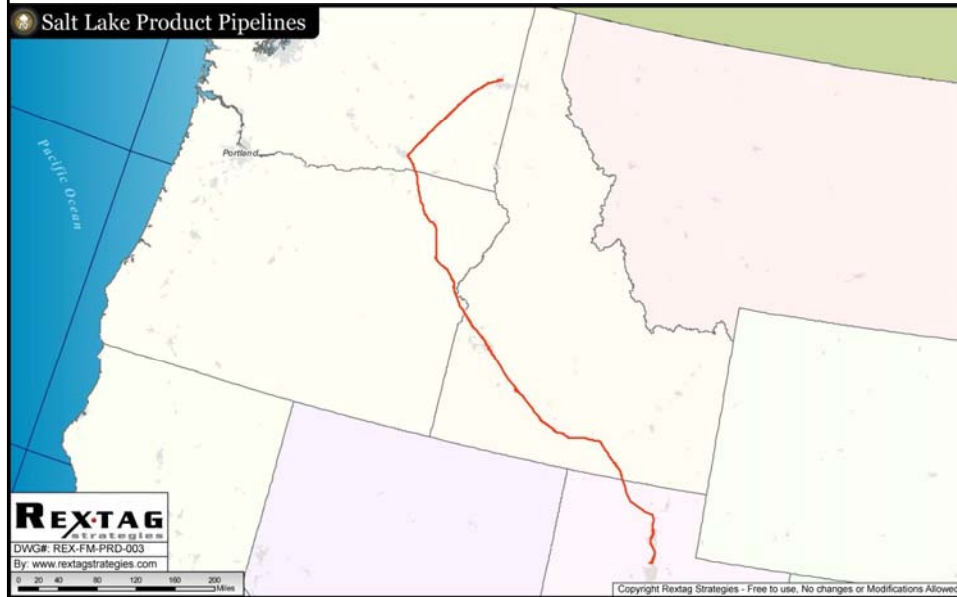 Salt Lake Product Pipelines
Portland
Pacific Ocean
REXTAG
strategies
DWG#: REX-FM-PRD-003
By: www.rextagstrategies.com
0 20 40 80 120 160 200
Miles
Copyright Rextag Strategies - Free to use, No changes or Modifications Allowed